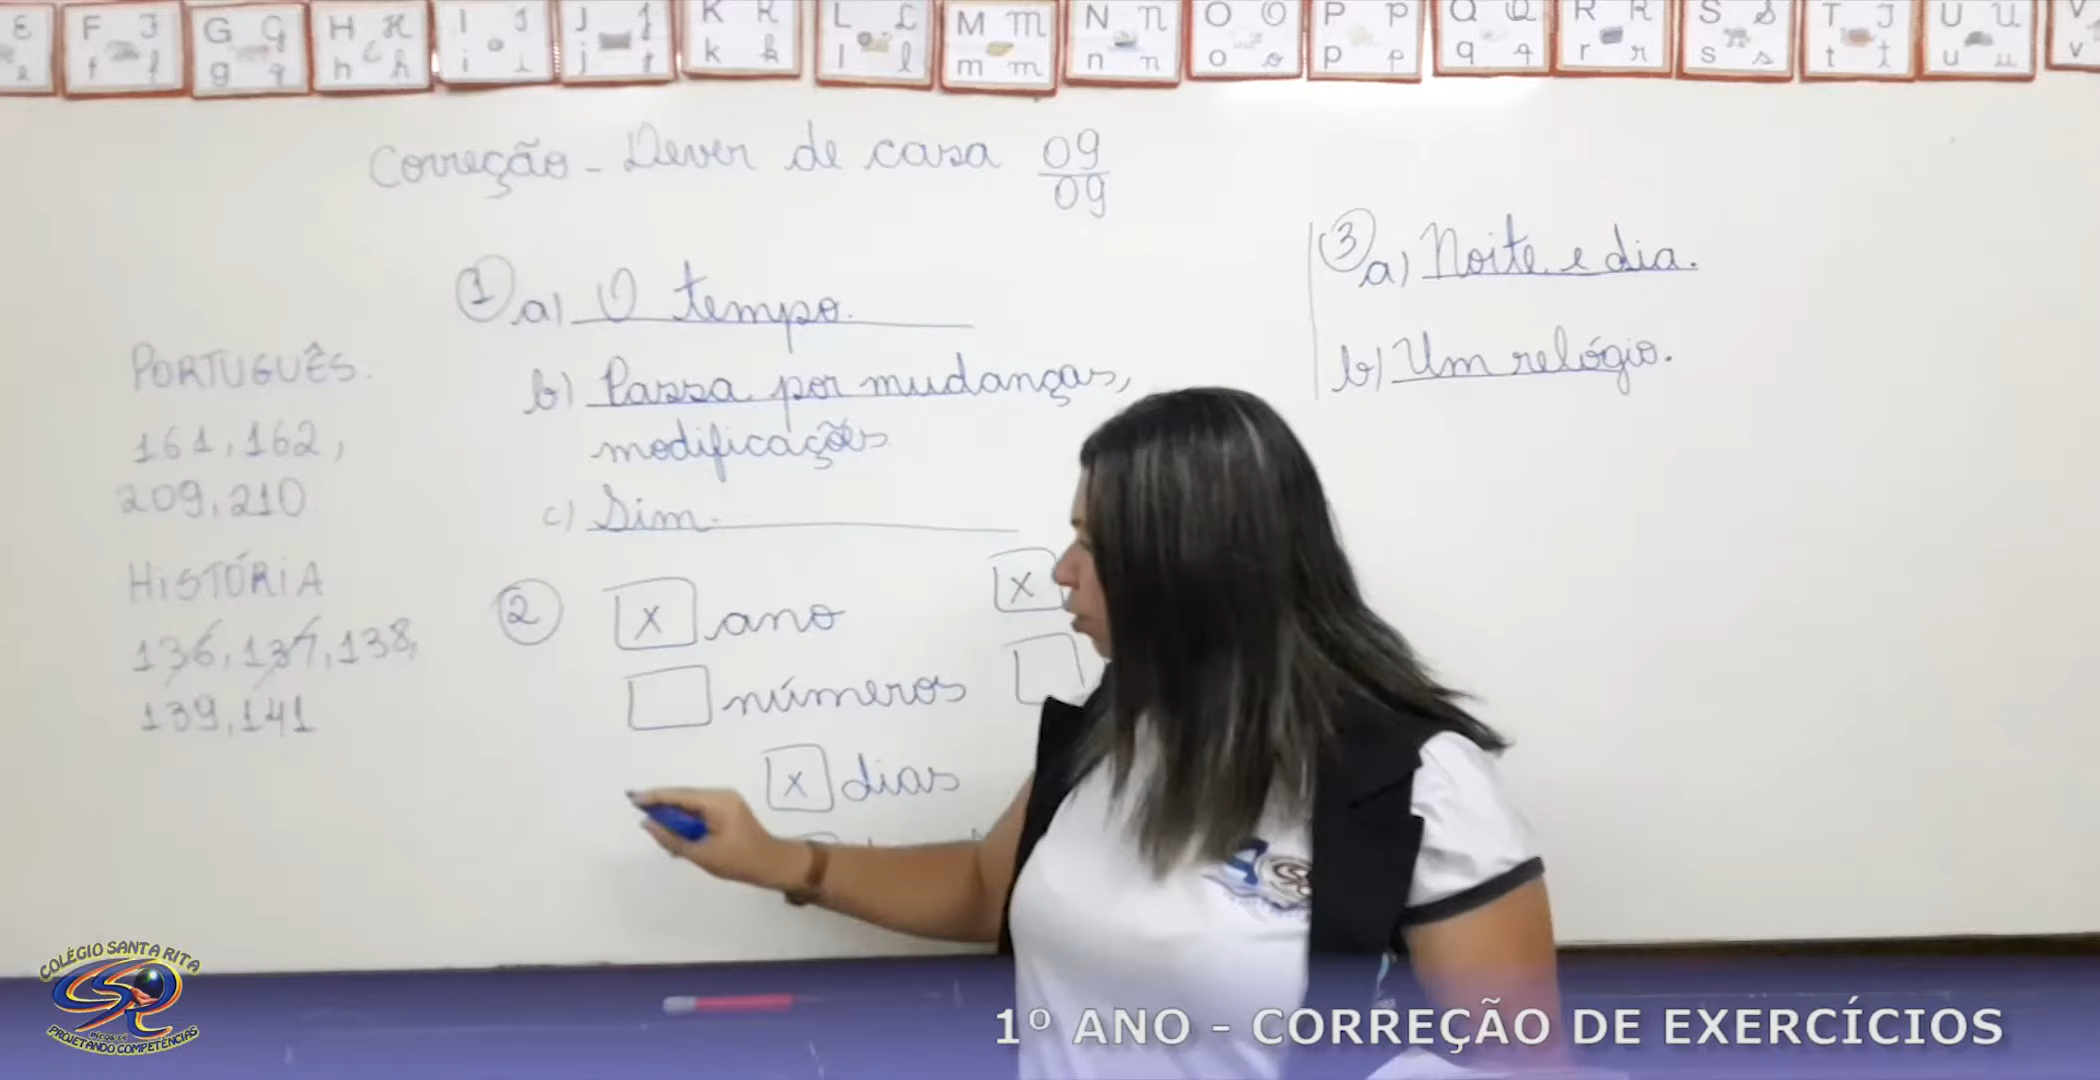 E
F F
f f
G G
g g
H H
h h
I I
i i
J J
j j
K K
k k
L L
l l
M M
m m
N N
n n
O O
o o
P P
p p
Q Q
q q
R R
r r
S S
s s
T T
t t
U U
u u
V
v
Correção - Dever de casa 09/09
1 a) O tempo.
b) Passa por mudanças,
modificações
c) Sim.
2 x ano
x
números
x dias
3 a) Noite e dia.
b) Um relógio.
PORTUGUÊS.
161, 162,
209, 210
HISTÓRIA
136, 137, 138,
139, 141
COLÉGIO SANTA RITA
PROJETANDO COMPETÊNCIAS
1º ANO - CORREÇÃO DE EXERCÍCIOS